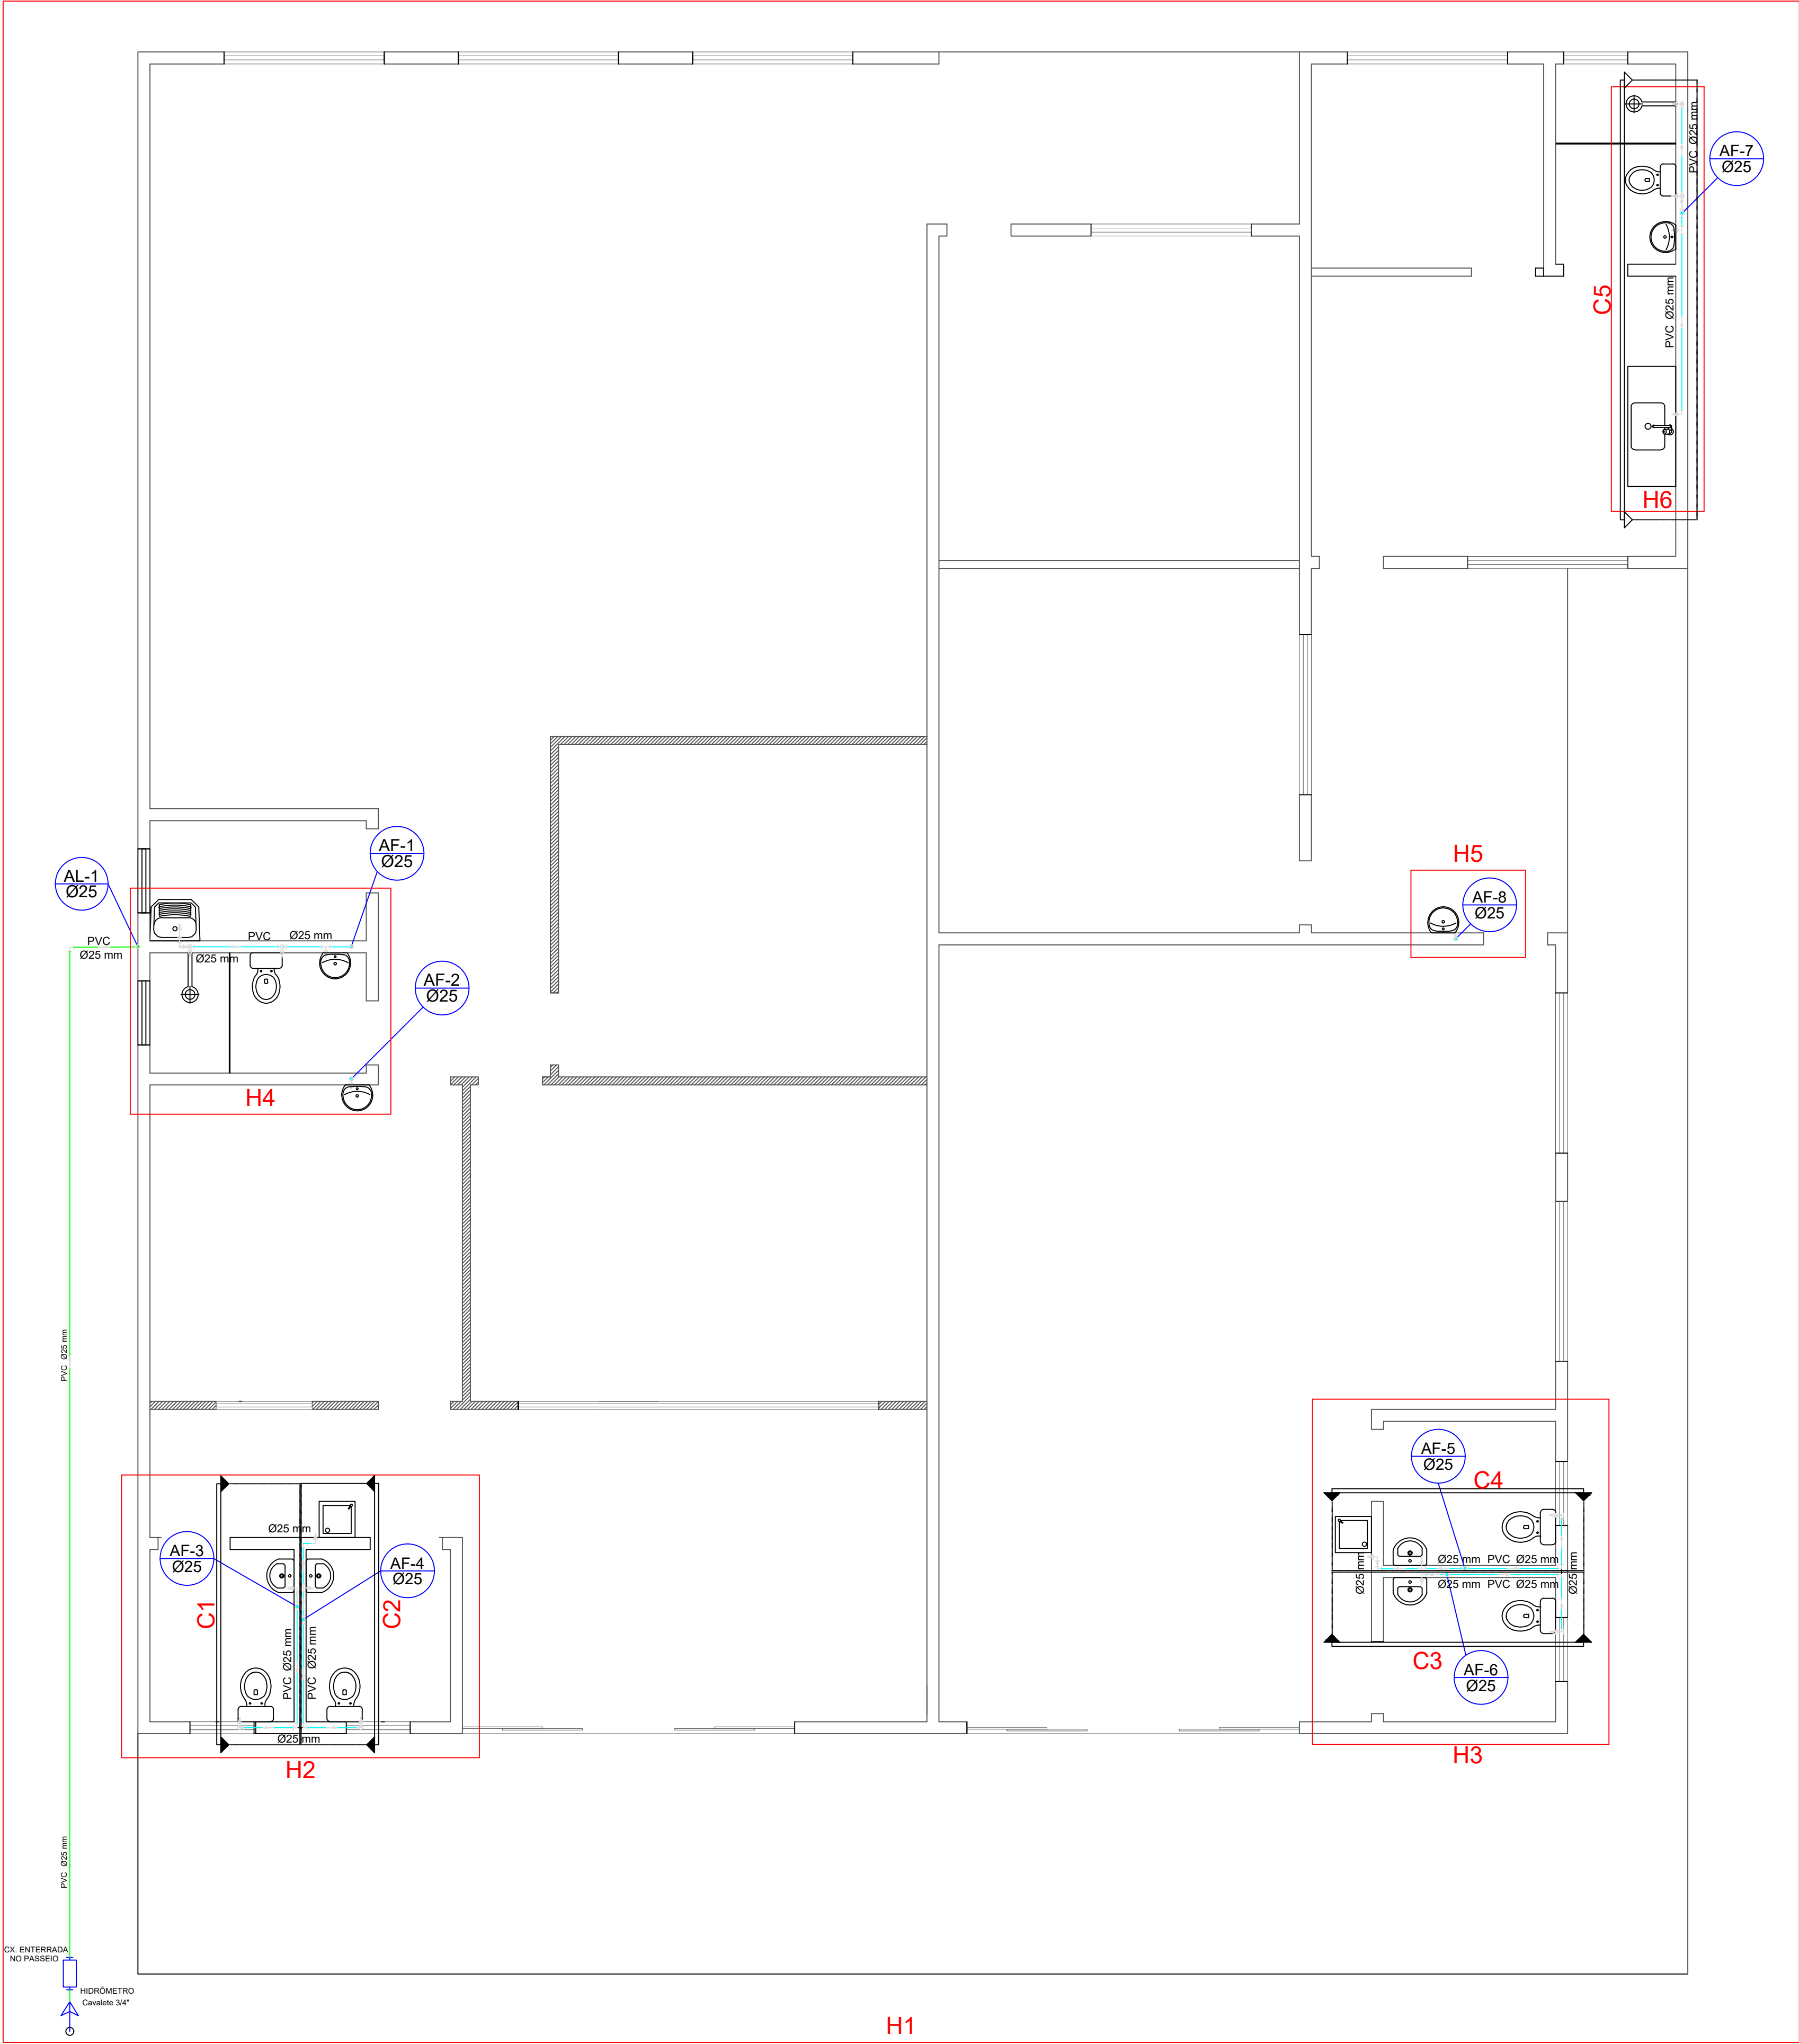 PVC Ø25 mm
AF-7
Ø25
C5
PVC Ø25 mm
H6
AF-1
Ø25
AL-1
Ø25
H5
AF-8
Ø25
PVC
Ø25 mm
PVC
Ø25 mm
Ø25 mm
AF-2
Ø25
H4
PVC Ø25 mm
AF-5
Ø25
C4
Ø25 mm
AF-3
Ø25
AF-4
Ø25
Ø25 mm PVC Ø25 mm
Ø25 mm PVC Ø25 mm
Ø25 mm
Ø25 mm
C1
C2
PVC Ø25 mm
PVC Ø25 mm
C3
AF-6
Ø25
Ø25 mm
H2
H3
PVC Ø25 mm
CX. ENTERRADA
NO PASSEIO
HIDRÔMETRO
Cavalete 3/4"
H1